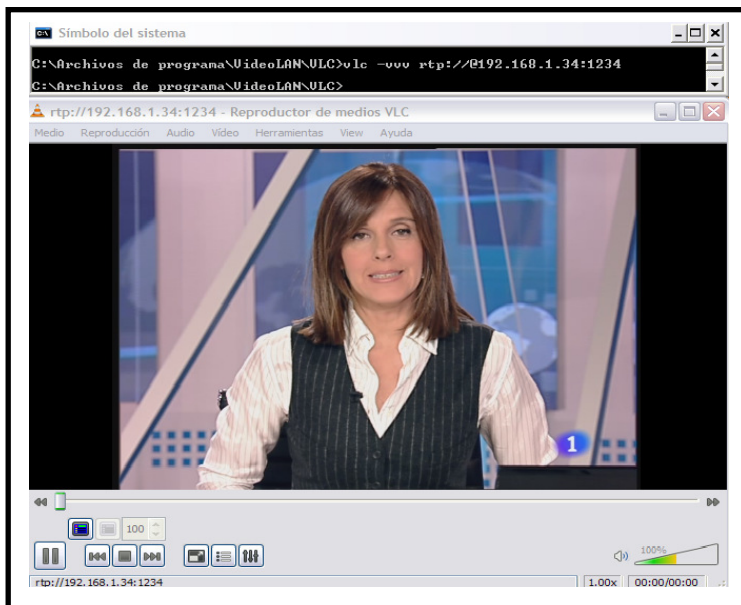 Símbolo del sistema
C:\Archivos de programa\VideoLAN\VLC>vlc -vvv rtp://@192.168.1.34:1234
C:\Archivos de programa\VideoLAN\VLC>
rtp://192.168.1.34:1234 - Reproductor de medios VLC
Medio Reproducción Audio Vídeo Herramientas View Ayuda
1
100
100%
rtp://192.168.1.34:1234 1.00x 00:00/00:00